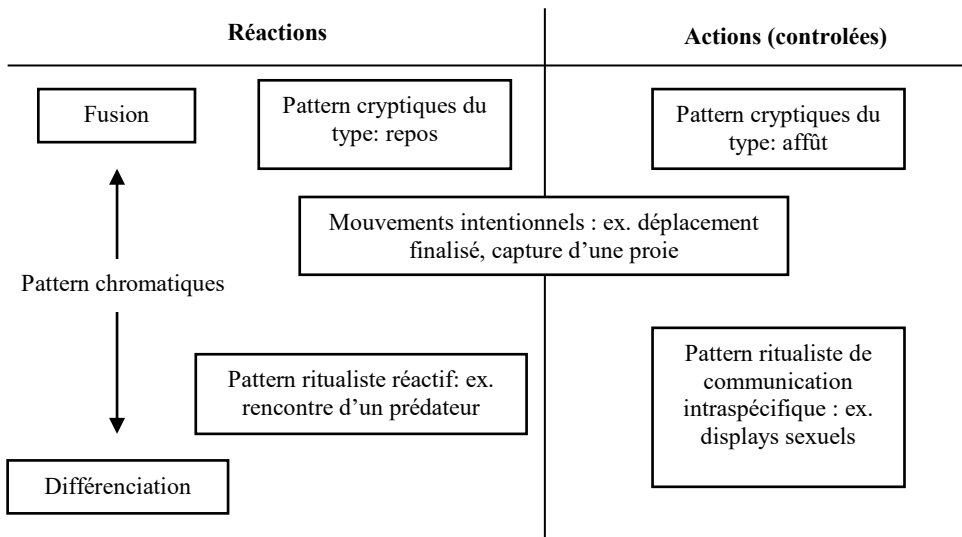 Réactions
Actions (controlées)
Fusion
Pattern cryptiques du
type: repos
Pattern cryptiques du
type: affût
Mouvements intentionnels : ex. déplacement
finalisé, capture d’une proie
Pattern chromatiques
Pattern ritualiste réactif: ex.
rencontre d’un prédateur
Pattern ritualiste de
communication
intraspécifique : ex.
displays sexuels
Différenciation